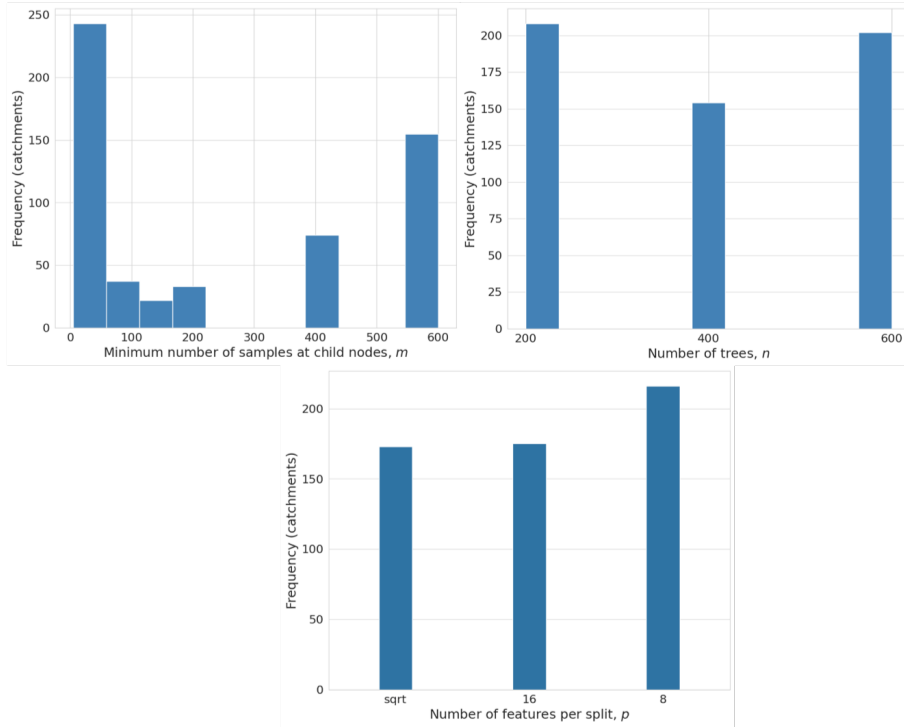 250
200
150
100
50
0
Frequency (catchments)
0 100 200 300 400 500 600
Minimum number of samples at child nodes, m
200
175
150
125
100
75
50
25
0
Frequency (catchments)
200 400 600
Number of trees, n
200
150
100
50
0
Frequency (catchments)
sqrt 16 8
Number of features per split, p